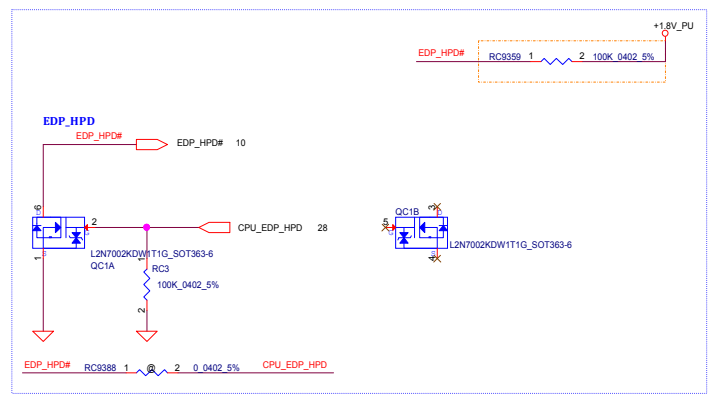 +1.8V_PU
EDP_HPD# RC9359 1 2 100K_0402_5%
EDP_HPD
EDP_HPD#
EDP_HPD# 10
6
D
2
G
S
1
CPU_EDP_HPD 28
L2N7002KDW1T1G_SOT363-6
QC1A
1
RC3
100K_0402_5%
2
QC1B
3
D
5
G
S
4
L2N7002KDW1T1G_SOT363-6
EDP_HPD# RC9388 1 @ 2 0_0402_5% CPU_EDP_HPD